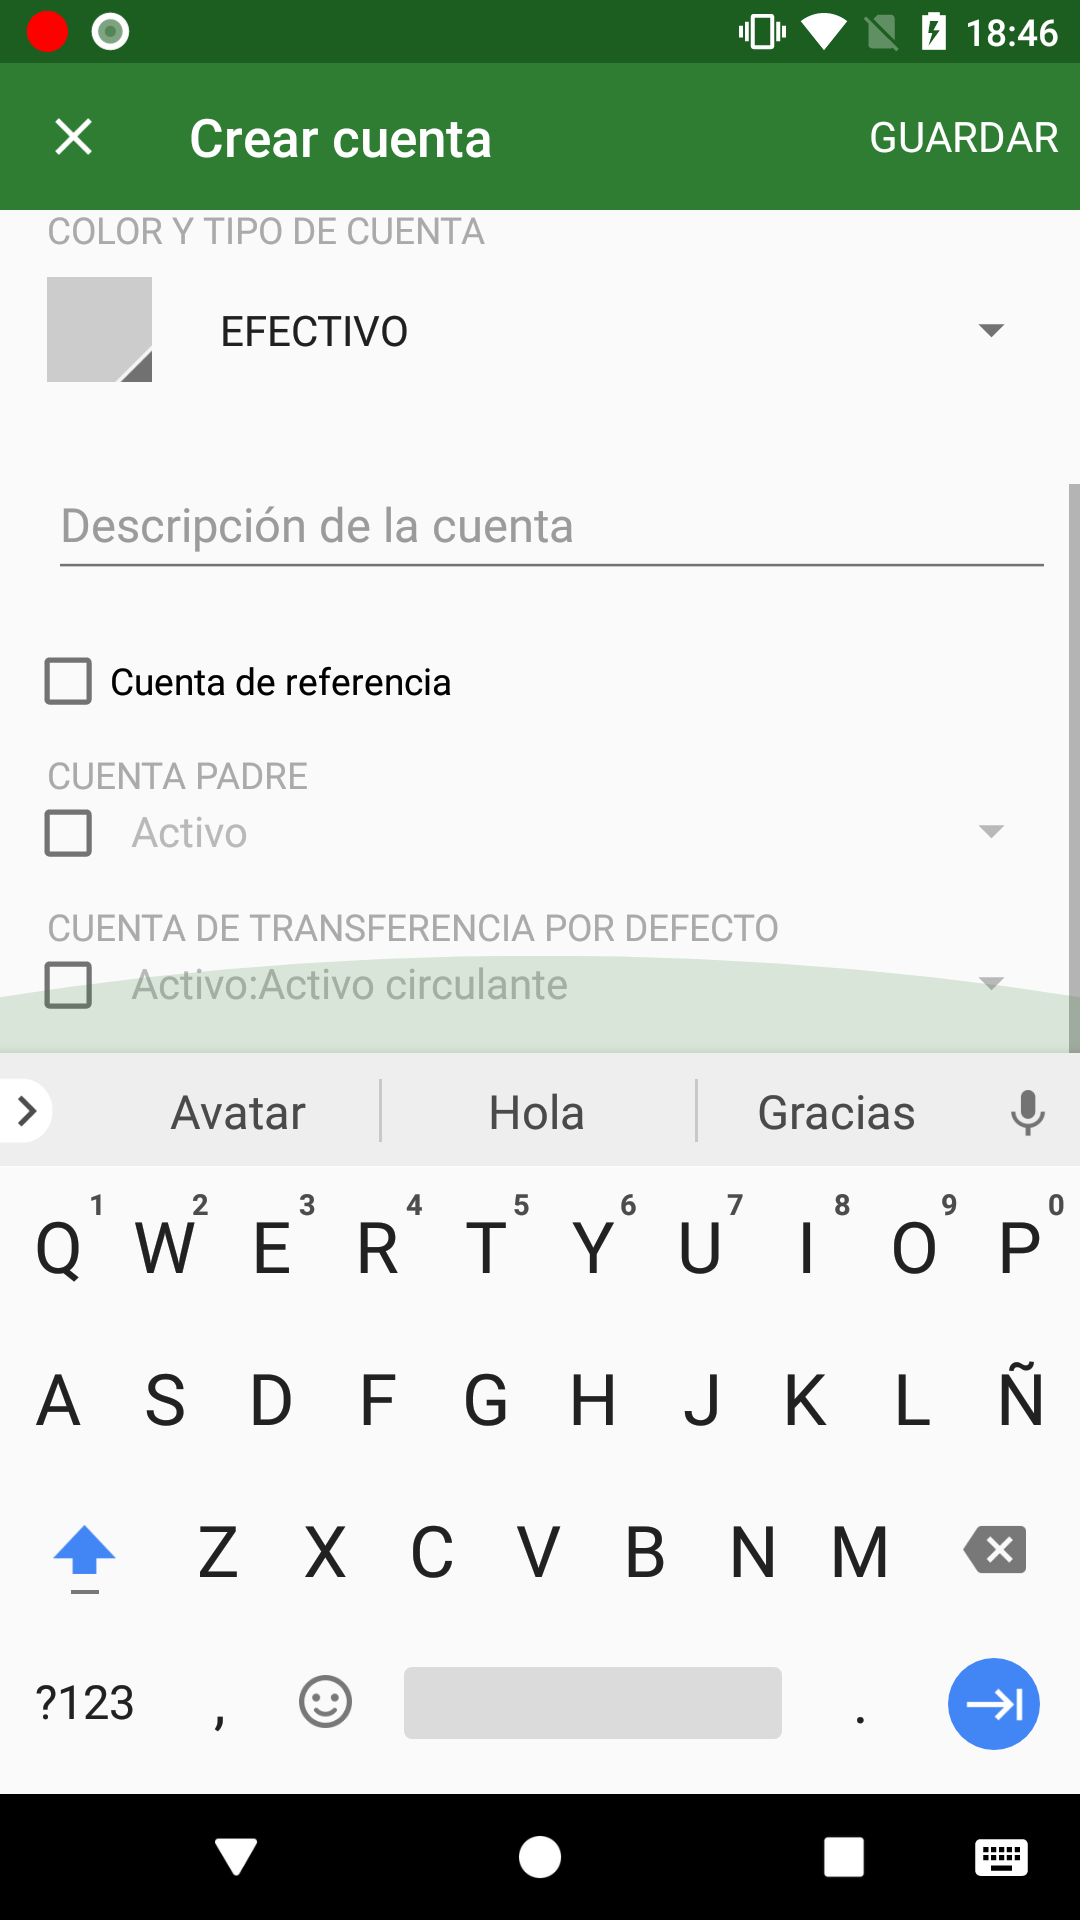 18:46
Crear cuenta
GUARDAR
COLOR Y TIPO DE CUENTA
EFECTIVO
Descripción de la cuenta
Cuenta de referencia
CUENTA PADRE
Activo
CUENTA DE TRANSFERENCIA POR DEFECTO
Activo:Activo circulante
Avatar Hola Gracias
1 2 3 4 5 6 7 8 9 0
Q W E R T Y U I O P
A S D F G H J K L Ñ
Z X C V B N M
?123 , .